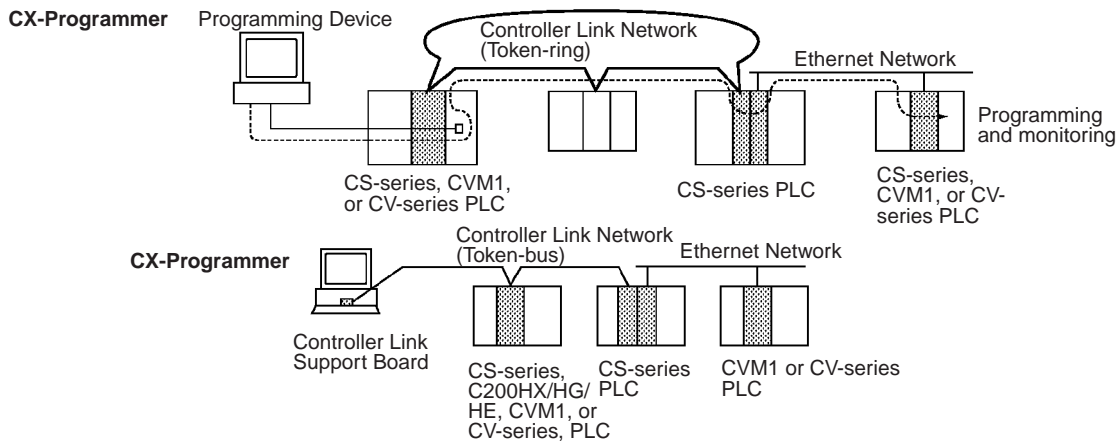 CX-Programmer
Programming Device
Controller Link Network
(Token-ring)
Ethernet Network
Programming
and monitoring
CS-series, CVM1,
or CV-series PLC
CS-series PLC
CS-series,
CVM1, or CV-
series PLC
CX-Programmer
Controller Link Network
(Token-bus)
Ethernet Network
Controller Link
Support Board
CS-series,
C200HX/HG/
HE, CVM1, or
CV-series, PLC
CS-series
PLC
CVM1 or CV-series
PLC